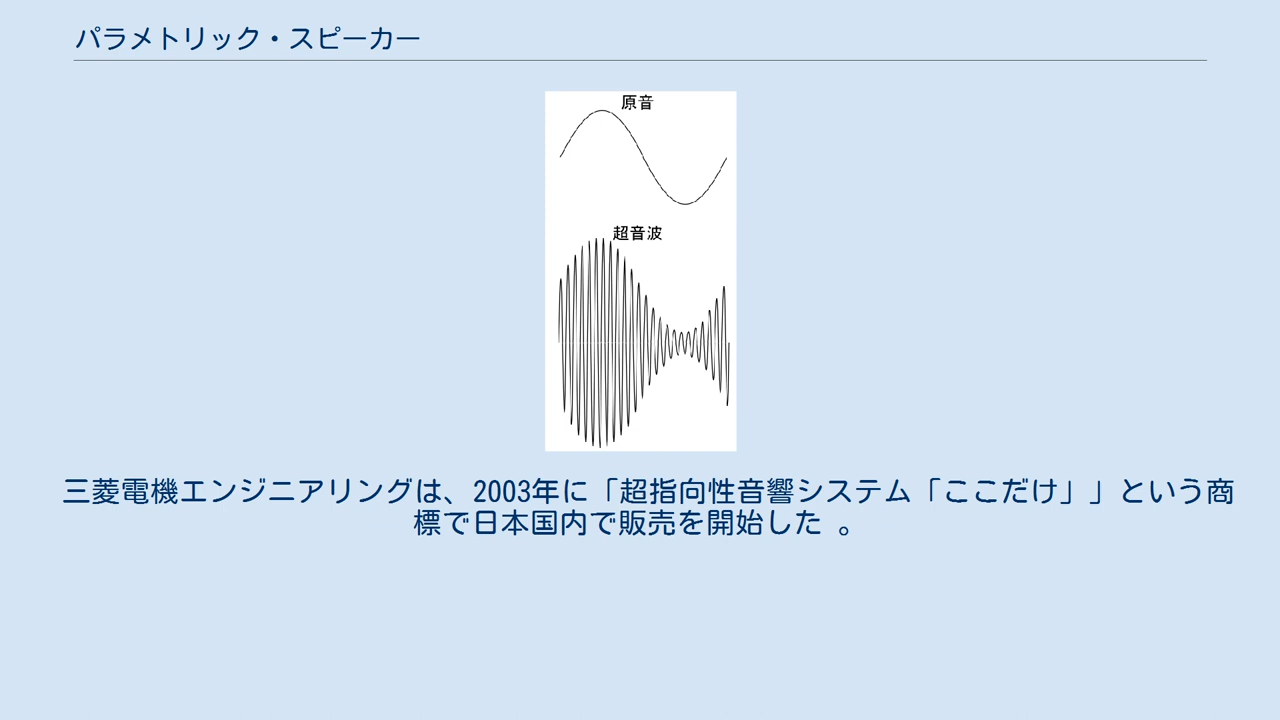 パラメトリック・スピーカー
原音
超音波
三菱電機エンジニアリングは、2003年に「超指向性音響システム「ここだけ」」という商
標で日本国内で販売を開始した 。